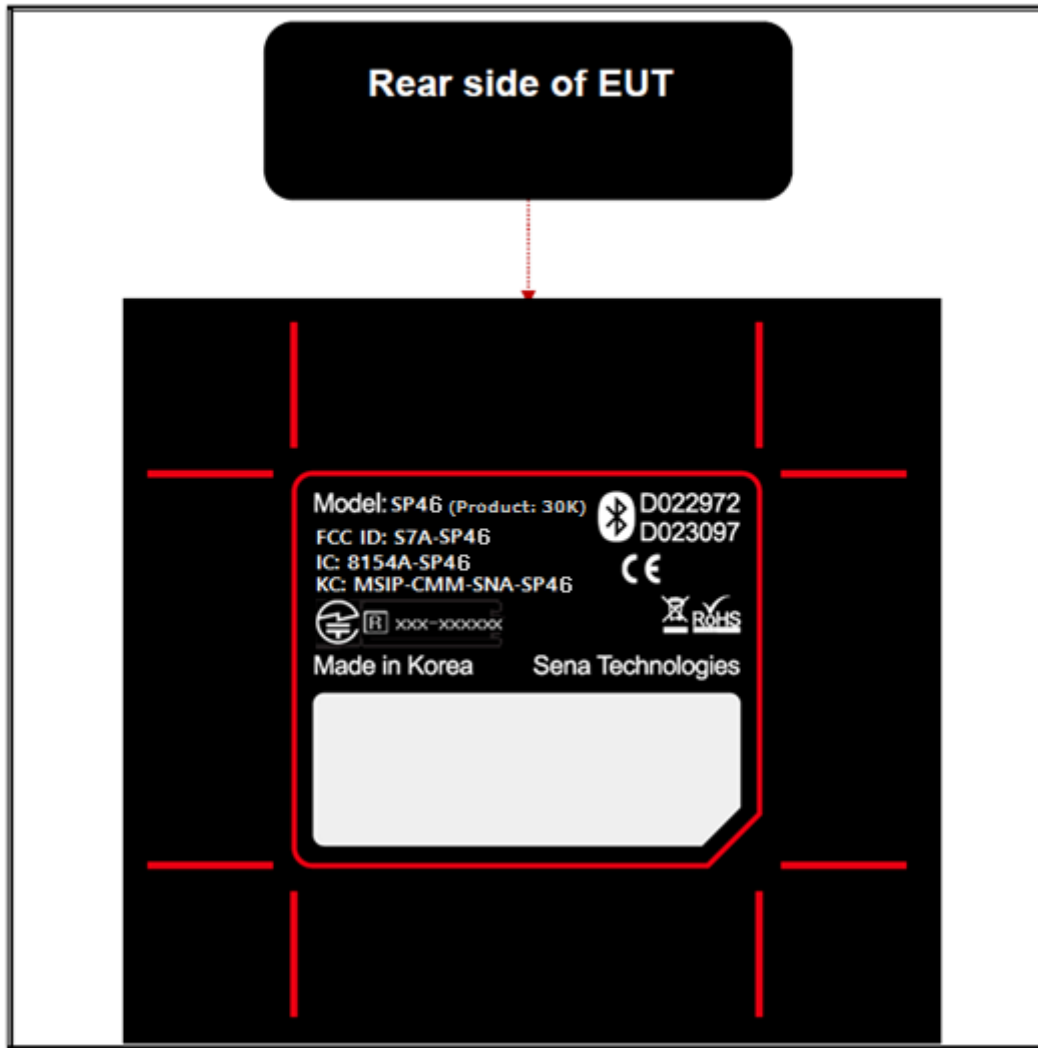 Rear side of EUT
Model: SP46 (Product: 30K)
D022972
D023097
FCC ID: S7A-SP46
IC: 8154A-SP46
KC: MSIP-CMM-SNA-SP46
CE
R xxx-xxxxxx
RoHS
Made in Korea
Sena Technologies